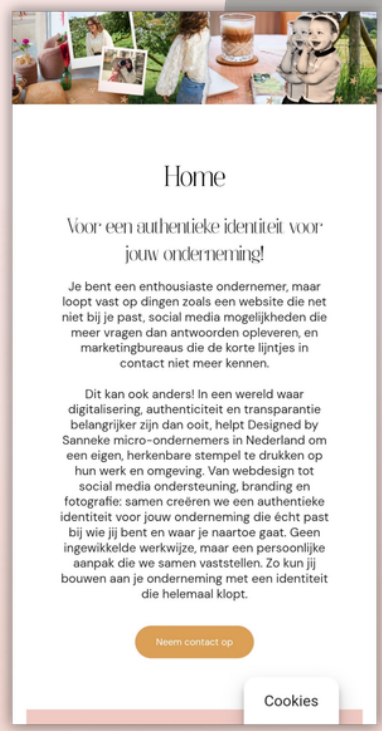 Home
Voor een authentieke identiteit voor
jouw onderneming!
Je bent een enthousiaste ondernemer, maar
loopt vast op dingen zoals een website die net
niet bij je past, social media mogelijkheden die
meer vragen dan antwoorden opleveren, en
marketingbureaus die de korte lijntjes in
contact niet meer kennen.
Dit kan ook anders! In een wereld waar
digitalisering, authenticiteit en transparantie
belangrijker zijn dan ooit, helpt Designed by
Sanneke micro-ondernemers in Nederland om
een eigen, herkenbare stempel te drukken op
hun werk en omgeving. Van webdesign tot
social media ondersteuning, branding en
fotografie: samen creëren we een authentieke
identiteit voor jouw onderneming die écht past
bij wie jij bent en waar je naartoe gaat. Geen
ingewikkelde werkwijze, maar een persoonlijke
aanpak die we samen vaststellen. Zo kun jij
bouwen aan je onderneming met een identiteit
die helemaal klopt.
Neem contact op
Cookies